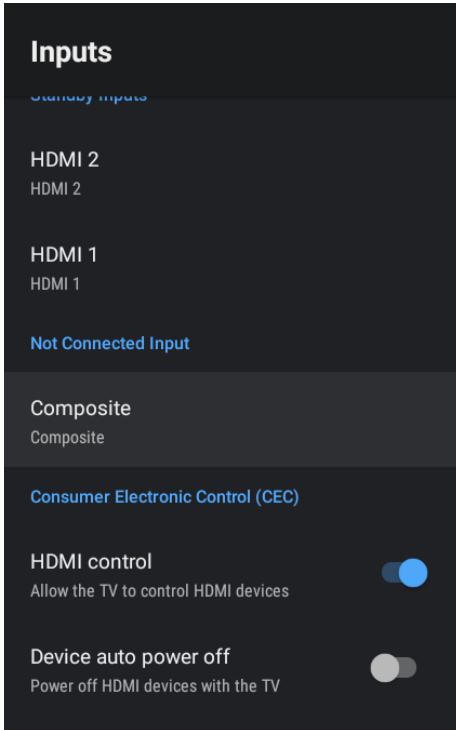 Inputs
Standby Inputs
HDMI 2
HDMI 2
HDMI 1
HDMI 1
Not Connected Input
Composite
Composite
Consumer Electronic Control (CEC)
HDMI control
Allow the TV to control HDMI devices
Device auto power off
Power off HDMI devices with the TV